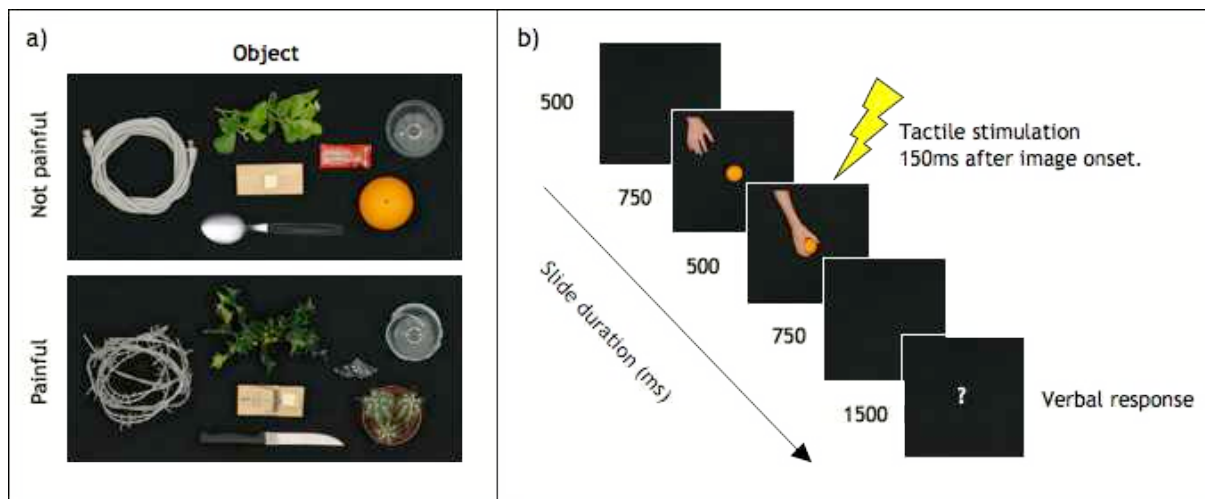 a)
Object
Not painful
Painful
b)
500
750
500
750
1500
Slide duration (ms)
Tactile stimulation
150ms after image onset.
?
Verbal response